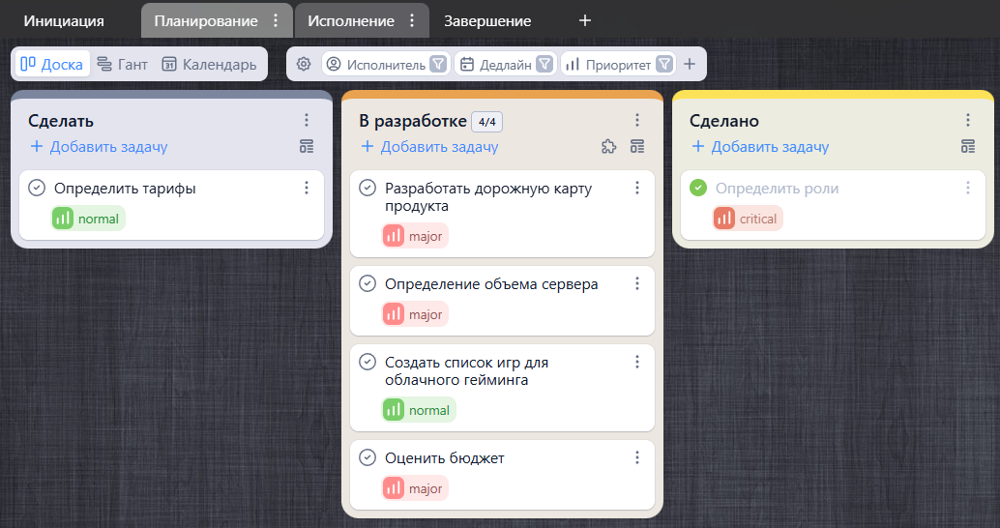 Инициация
Планирование
Исполнение
Завершение
Доска
Гант
31
Календарь
Исполнитель
Дедлайн
Приоритет
Сделать
Добавить задачу
Определить тарифы
normal
В разработке 4/4
Добавить задачу
Разработать дорожную карту
продукта
major
Определение объема сервера
major
Создать список игр для
облачного гейминга
normal
Оценить бюджет
major
Сделано
Добавить задачу
Определить роли
critical